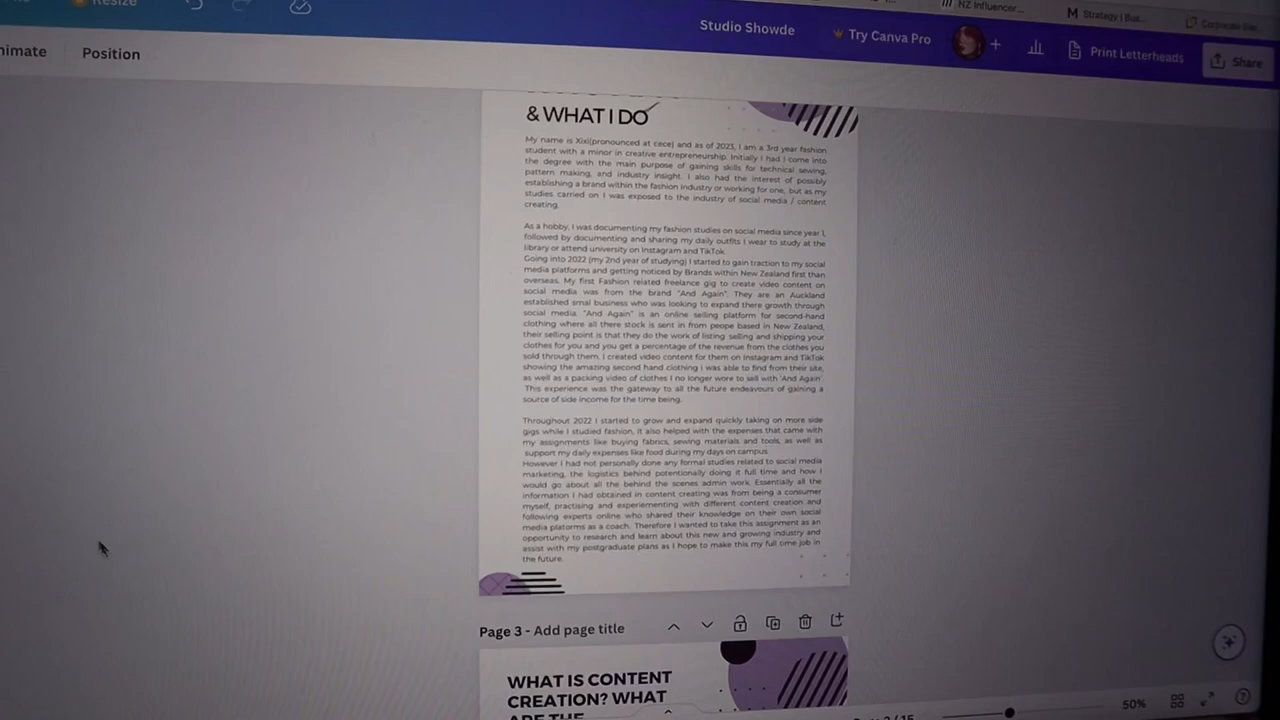 Resize
NZ Influencer...
Strategy | Bus...
Studio Showde
Try Canva Pro
Print Letterheads
Share
nimate
Position
& WHAT I DO
My name is Xixi(pronounced at cece) and as of 2023, I am a 3rd year fashion
student with a minor in creative entrepreneurship. Initially I had I come into
the degree with the main purpose of gaining skills for technical sewing,
pattern making, and industry insight. I also had the interest of possibly
establishing a brand within the fashion industry or working for one, but as my
studies carried on I was exposed to the industry of social media / content
creating.
As a hobby, I was documenting my fashion studies on social media since year 1,
followed by documenting and sharing my daily outfits I wear to study at the
library or attend university on Instagram and TikTok.
Going into 2022 (my 2nd year of studying) I started to gain traction to my social
media platforms and getting noticed by Brands within New Zealand first than
overseas. My first Fashion related freelance gig to create video content on
social media was from the brand "And Again". They are an Auckland
established smal business who was looking to expand there growth through
social media. "And Again" is an online selling platform for second-hand
clothing where all there stock is sent in from peope based in New Zealand,
their selling point is that they do the work of listing selling and shipping your
clothes for you and you get a percentage of the revenue from the clothes you
sold through them. I created video content for them on Instagram and TikTok
showing the amazing second hand clothing I was able to find from their site,
as well as a packing video of clothes I no longer wore to sell with 'And Again'
This experience was the gateway to all the future endeavours of gaining a
source of side income for the time being.
Throughout 2022 I started to grow and expand quickly taking on more side
gigs while I studied fashion, it also helped with the expenses that came with
my assignments like buying fabrics, sewing materials and tools, as well as
support my daily expenses like food during my days on campus.
However I had not personally done any formal studies related to social media
marketing, the logistics behind potentionally doing it full time and how I
would go about all the behind the scenes admin work. Essentially all the
information I had obtained in content creating was from being a consumer
myself, practising and experiementing with different content creation and
following experts online who shared their knowledge on their own social
media platorms as a coach. Therefore I wanted to take this assignment as an
opportunity to research and learn about this new and growing industry and
assist with my postgraduate plans as I hope to make this my full time job in
the future.
Page 3 - Add page title
WHAT IS CONTENT
CREATION? WHAT
ARE THE
50%